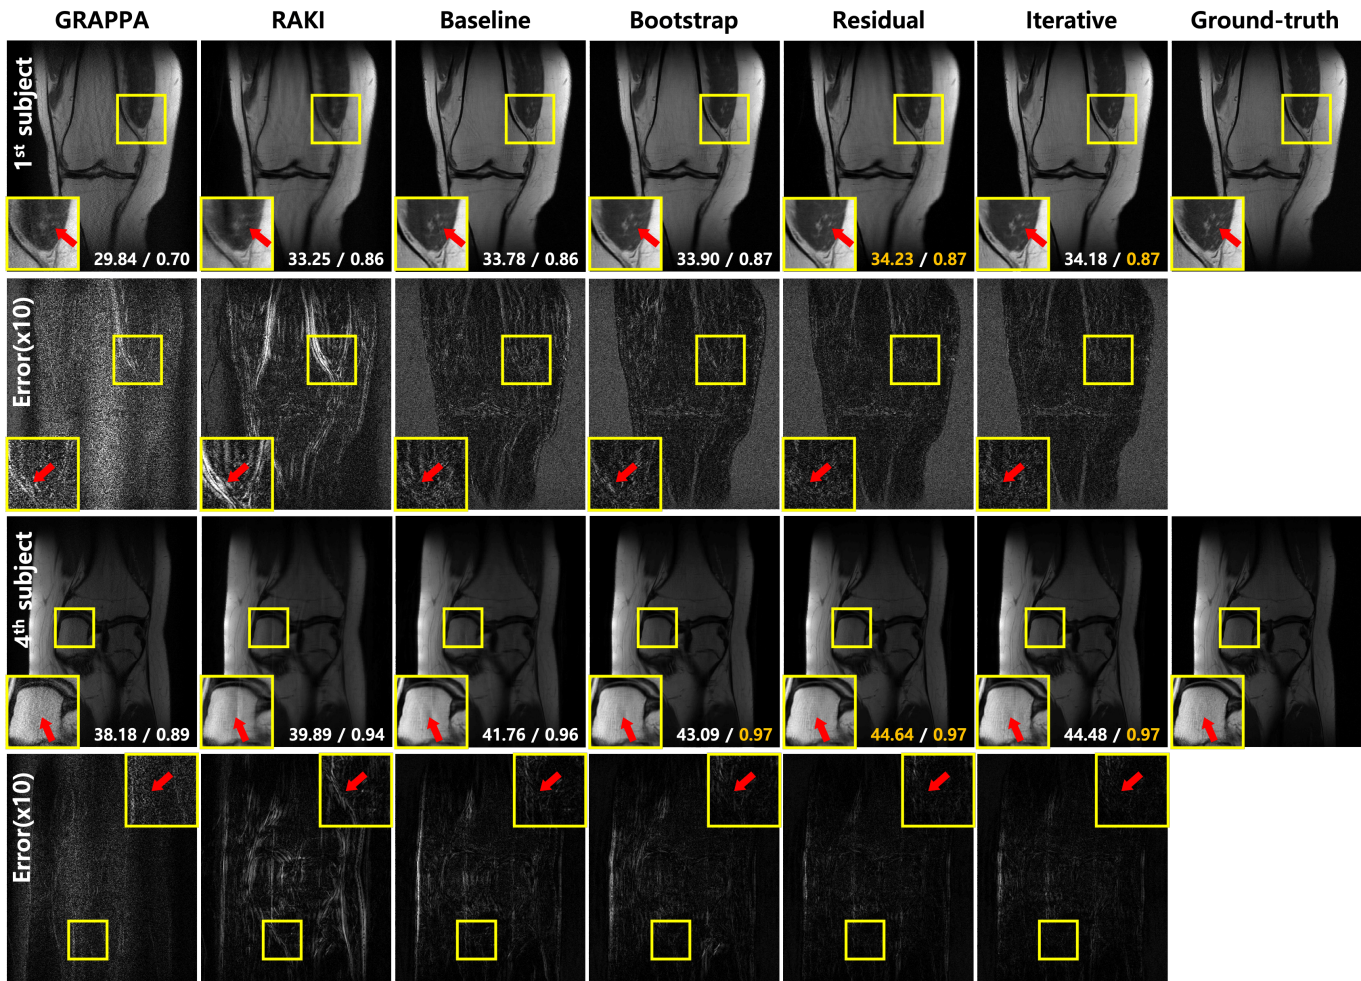 GRAPPA RAKI Baseline Bootstrap Residual Iterative Ground-truth
1st subject
29.84 / 0.70 33.25 / 0.86 33.78 / 0.86 33.90 / 0.87 34.23 / 0.87 34.18 / 0.87
Error(x10)
4th subject
38.18 / 0.89 39.89 / 0.94 41.76 / 0.96 43.09 / 0.97 44.64 / 0.97 44.48 / 0.97
Error(x10)